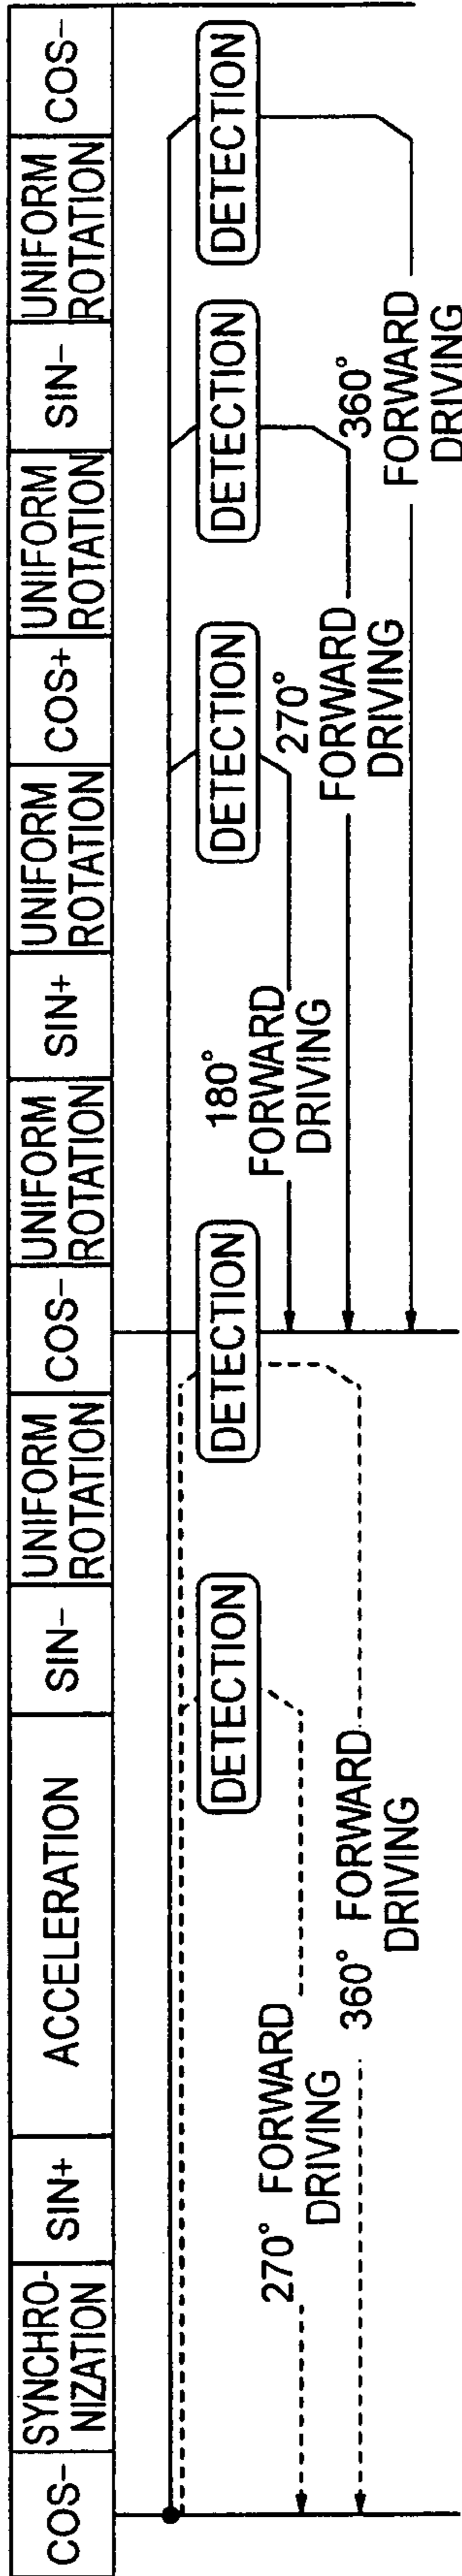 COS-
SYNCHRO-
NIZATION
SIN+
ACCELERATION
SIN-
UNIFORM
ROTATION
COS-
UNIFORM
ROTATION
SIN+
UNIFORM
ROTATION
COS+
UNIFORM
ROTATION
SIN-
UNIFORM
ROTATION
COS-
DETECTION
DETECTION
DETECTION
DETECTION
DETECTION
270° FORWARD
DRIVING
360° FORWARD
DRIVING
180°
FORWARD
DRIVING
270°
FORWARD
DRIVING
360°
FORWARD
DRIVING